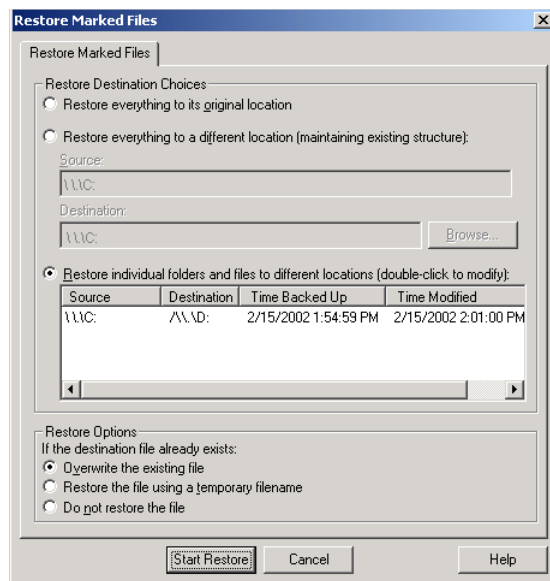 Restore Marked Files
Restore Marked Files
Restore Destination Choices
Restore everything to its original location
Restore everything to a different location (maintaining existing structure):
Source:
\\.\C:
Destination:
\\.\C:
Browse...
Restore individual folders and files to different locations (double-click to modify):
Source Destination Time Backed Up Time Modified
\\.\C: /\\.\D: 2/15/2002 1:54:59 PM 2/15/2002 2:01:00 PM
Restore Options
If the destination file already exists:
Overwrite the existing file
Restore the file using a temporary filename
Do not restore the file
Start Restore Cancel Help